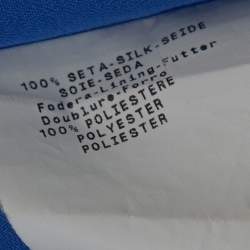 100% SETA-SILK-SEIDE
SOIE-SEDA
Fodera-Lining-Futter
Doublure-Forro
100% POLIESTERE
POLYESTER
POLIESTER